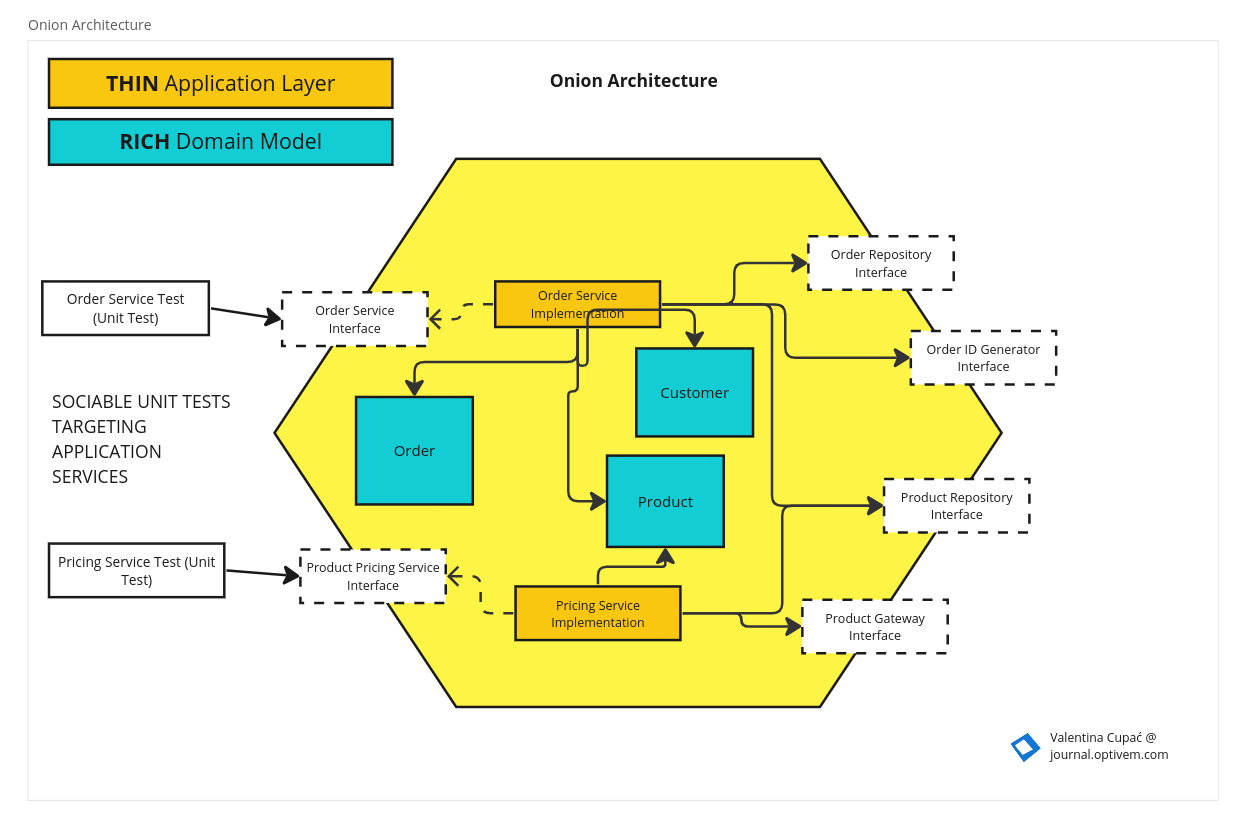 Onion Architecture
THIN Application Layer
Onion Architecture
RICH Domain Model
Order Repository
Interface
Order Service Test
(Unit Test)
Order Service
Interface
Order Service
Implementation
Order ID Generator
Interface
Customer
SOCIABLE UNIT TESTS
TARGETING
APPLICATION
SERVICES
Order
Product
Product Repository
Interface
Pricing Service Test (Unit
Test)
Product Pricing Service
Interface
Pricing Service
Implementation
Product Gateway
Interface
Valentina Cupać @
journal.optivem.com